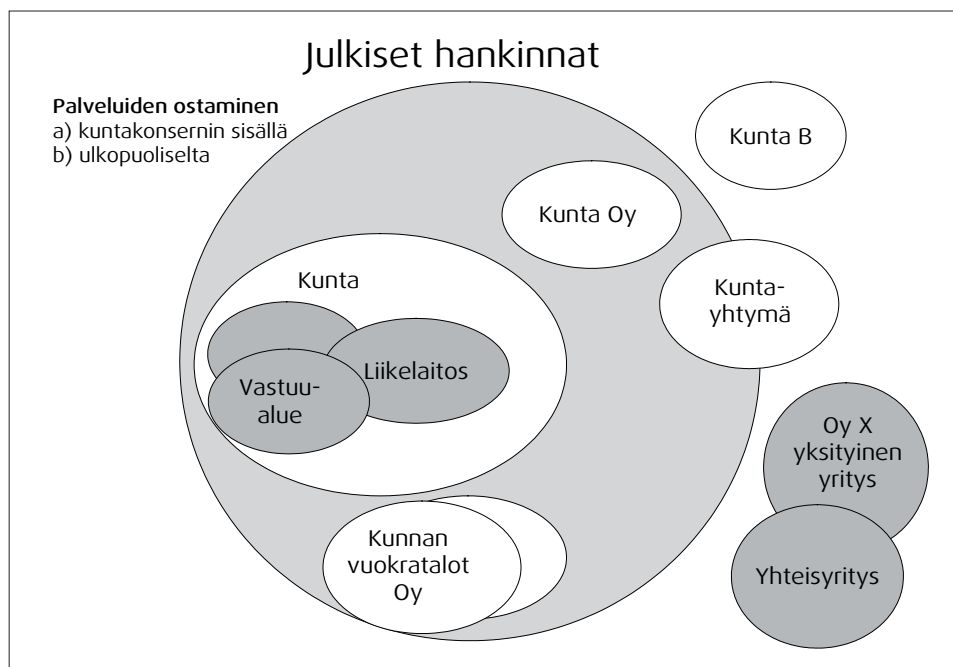 Julkiset hankinnat
Palveluiden ostaminen
a) kuntakonsernin sisällä
b) ulkopuoliselta
Kunta B
Kunta Oy
Kunta
Kunta-
yhtymä
Liikelaitos
Vastuu-
alue
Oy X
yksityinen
yritys
Kunnan
vuokratalot
Oy
Yhteisyritys